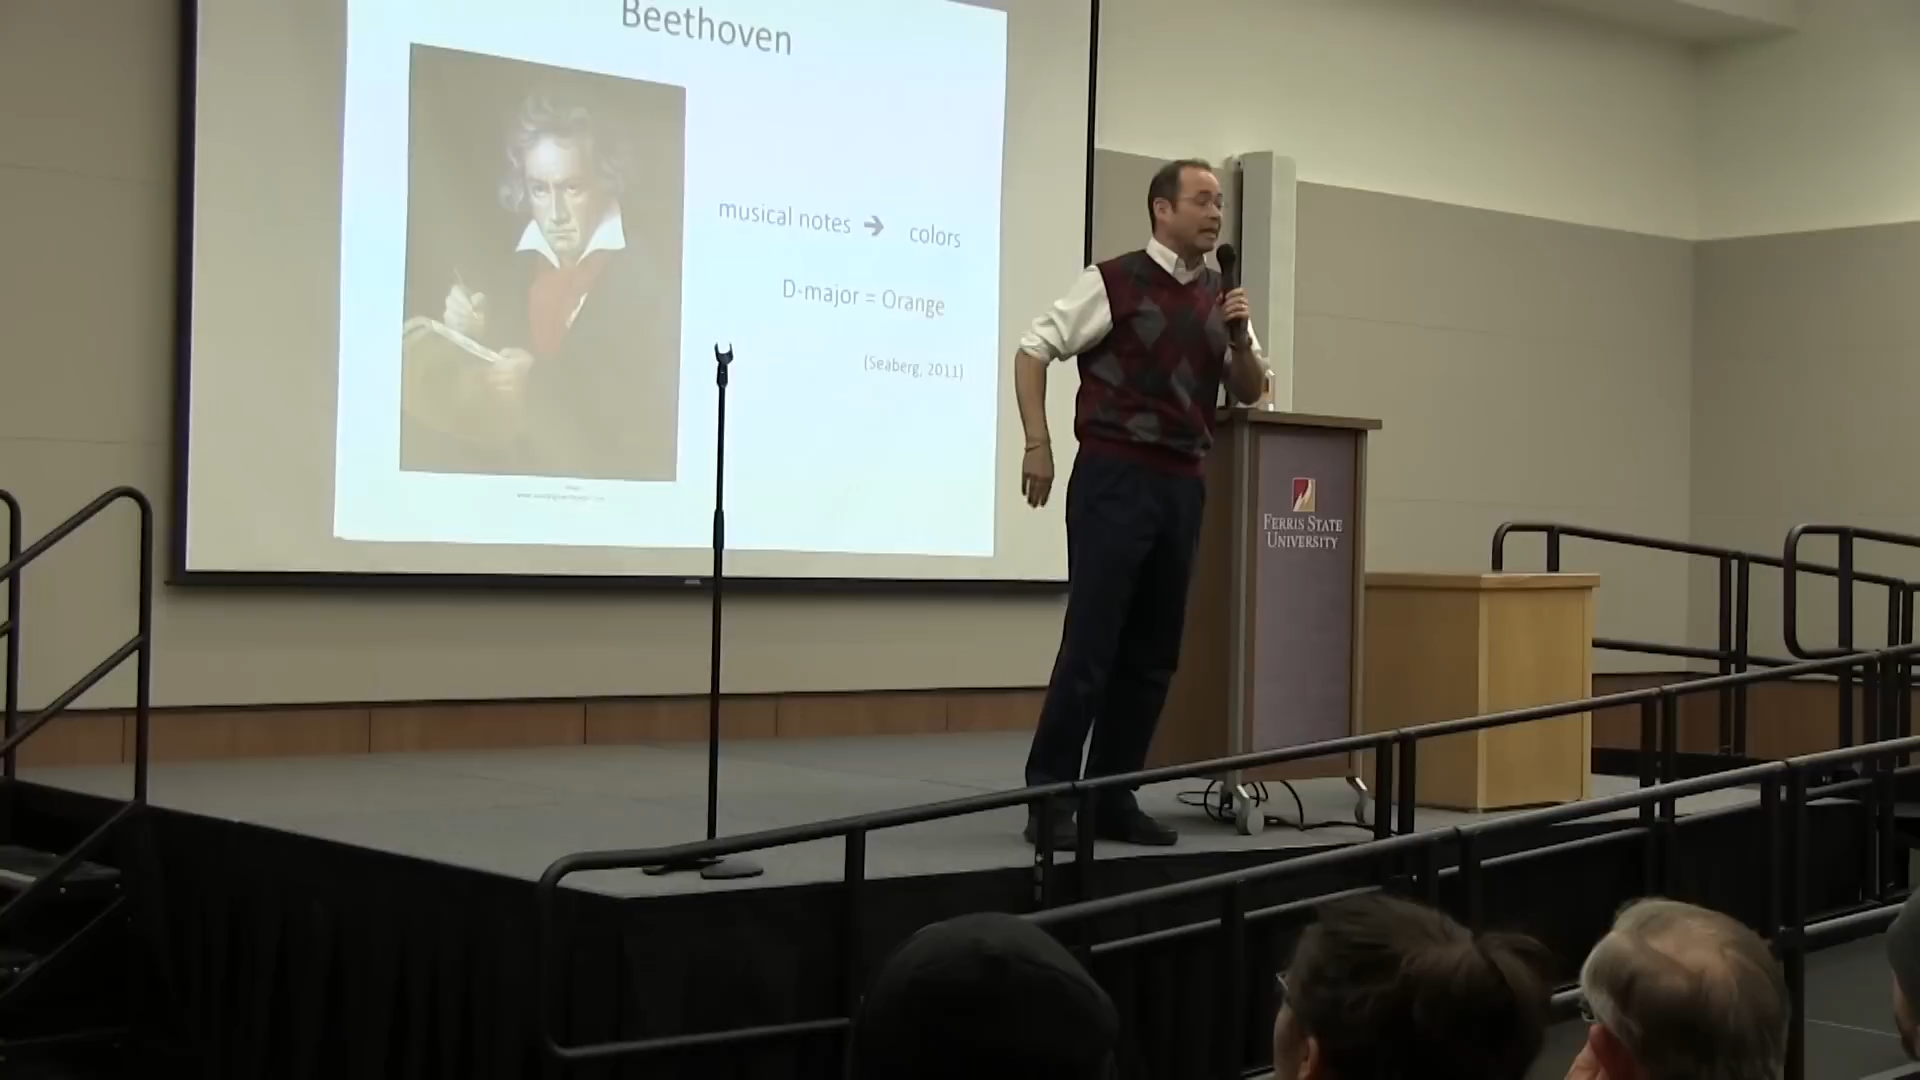 Beethoven
musical notes ➔ colors
D-major = Orange
(Seaberg, 2011)
FERRIS STATE
UNIVERSITY